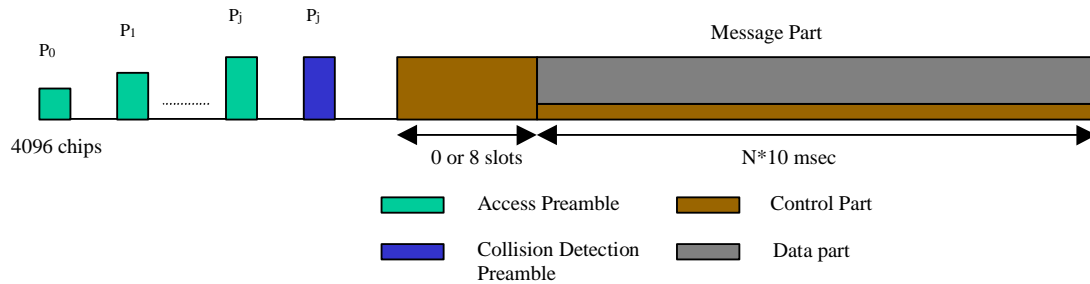 P0
P1
Pj
Pj
Message Part
4096 chips
0 or 8 slots
N*10 msec
Access Preamble
Control Part
Collision Detection
Preamble
Data part